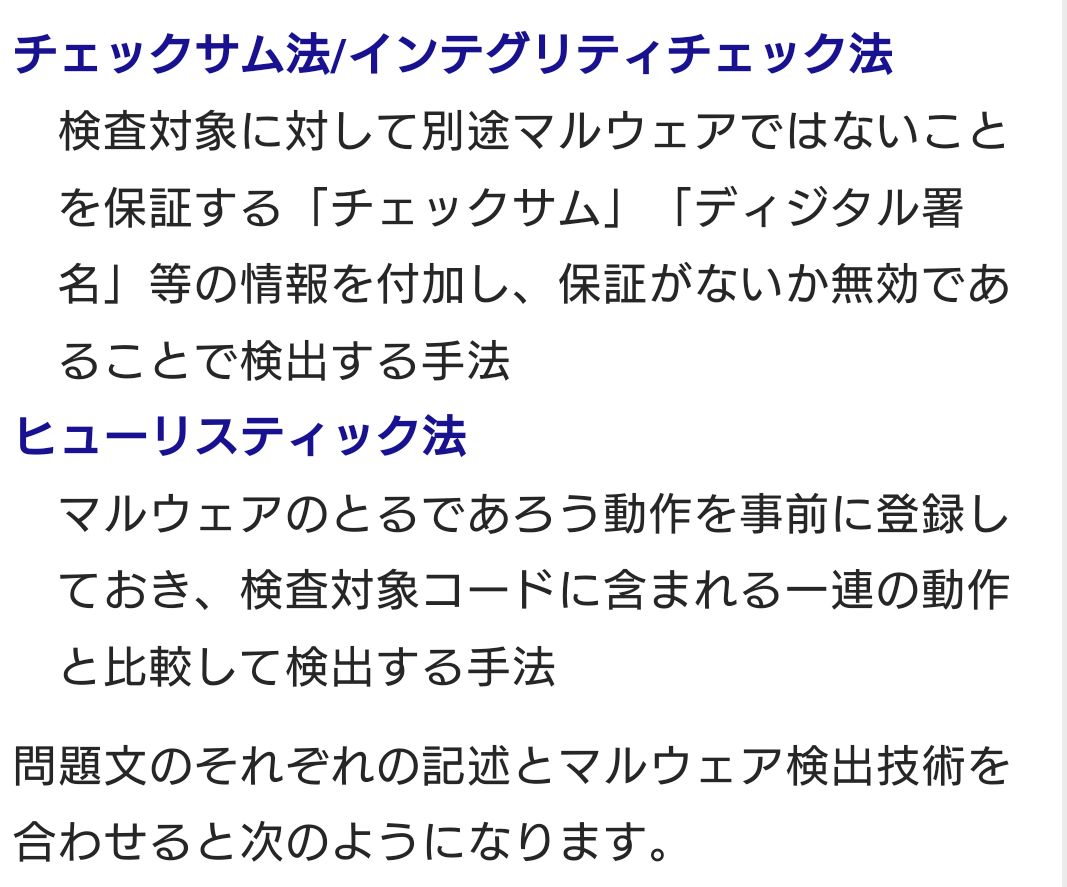 チェックサム法/インテグリティチェック法
検査対象に対して別途マルウェアではないこと
を保証する「チェックサム」「ディジタル署
名」等の情報を付加し、保証がないか無効であ
ることで検出する手法
ヒューリスティック法
マルウェアのとるであろう動作を事前に登録し
ておき、検査対象コードに含まれる一連の動作
と比較して検出する手法
問題文のそれぞれの記述とマルウェア検出技術を
合わせると次のようになります。